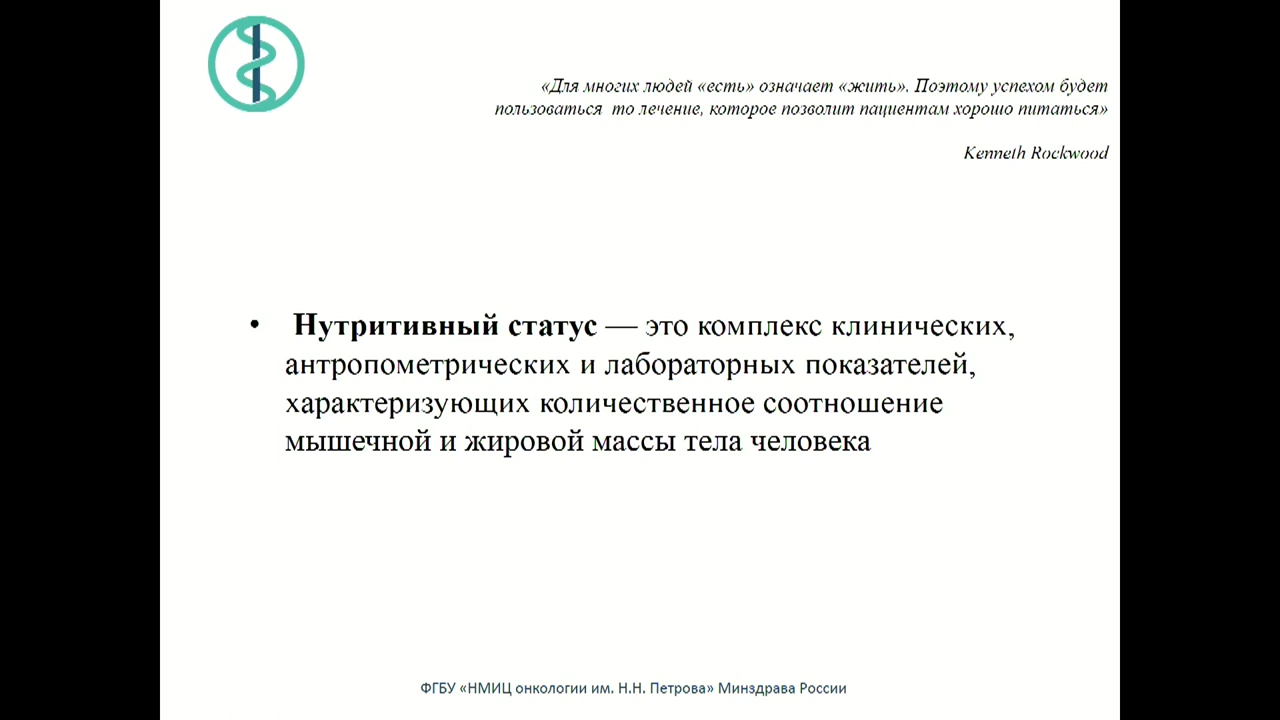 «Для многих людей «есть» означает «жить». Поэтому успехом будет
пользоваться то лечение, которое позволит пациентам хорошо питаться»
Kenneth Rockwood
• Нутритивный статус — это комплекс клинических,
антропометрических и лабораторных показателей,
характеризующих количественное соотношение
мышечной и жировой массы тела человека
ФГБУ «НМИЦ онкологии им. Н.Н. Петрова» Минздрава России